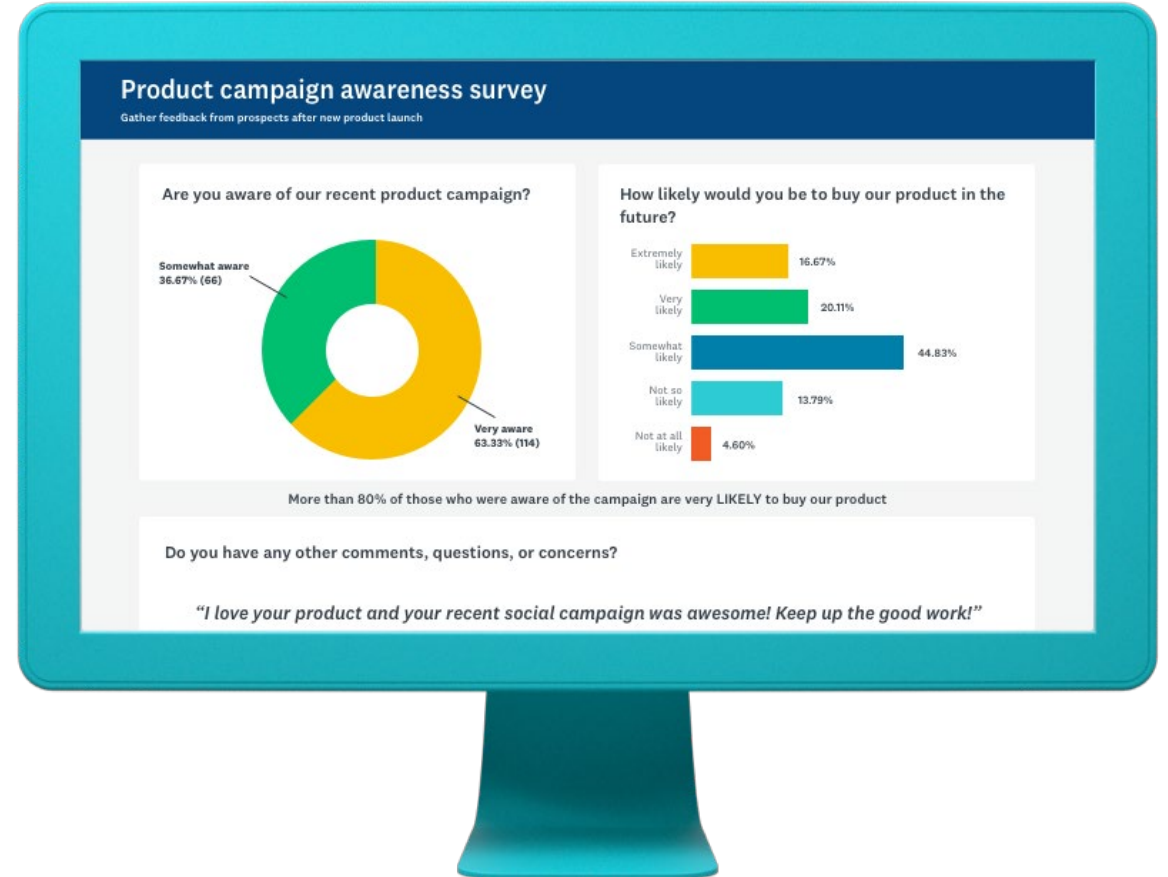 Product campaign awareness survey
Gather feedback from prospects after new product launch
Are you aware of our recent product campaign?
Somewhat aware
36.67% (66)
Very aware
63.33% (114)
How likely would you be to buy our product in the
future?
Extremely
likely
16.67%
Very
likely
20.11%
Somewhat
likely
44.83%
Not so
likely
13.79%
Not at all
likely
4.60%
More than 80% of those who were aware of the campaign are very LIKELY to buy our product
Do you have any other comments, questions, or concerns?
“I love your product and your recent social campaign was awesome! Keep up the good work!”